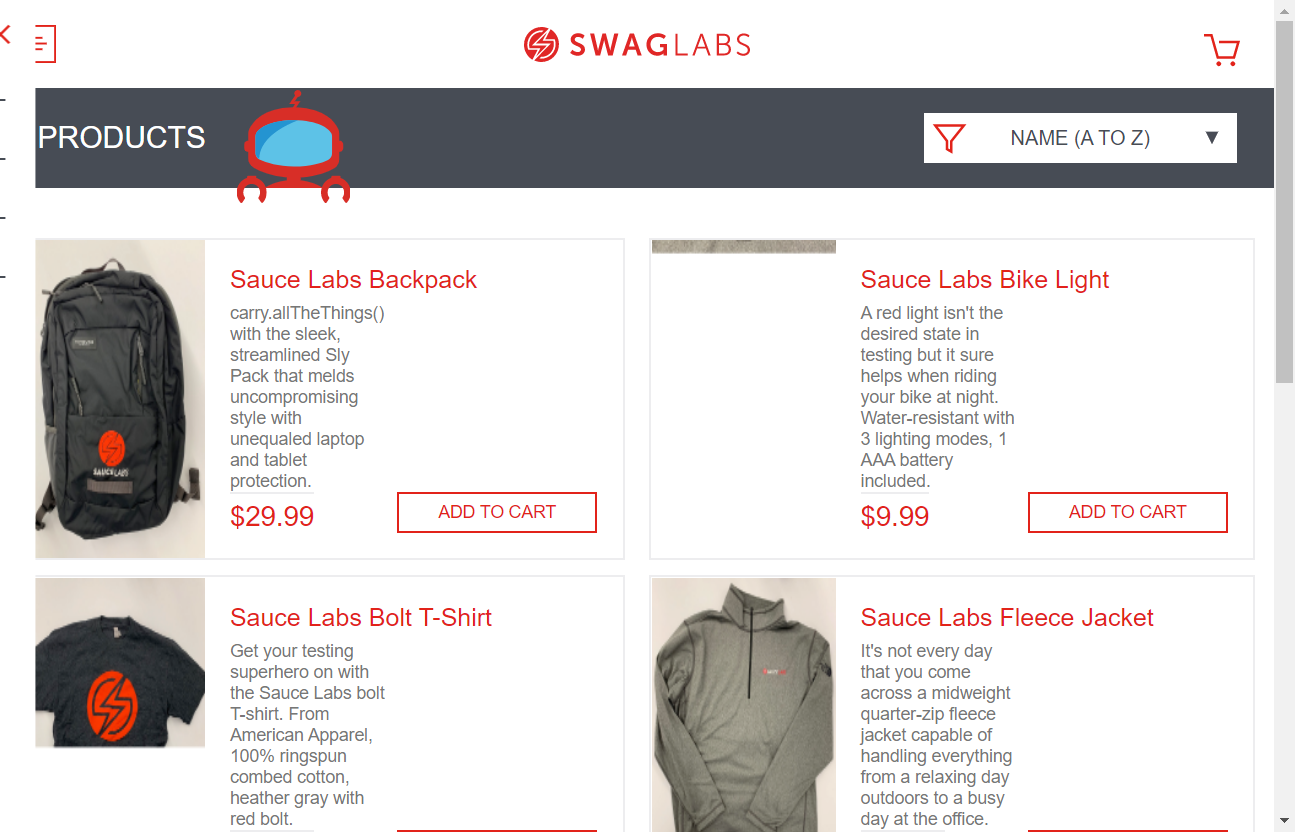 SWAGLABS
PRODUCTS
NAME (A TO Z)
Sauce Labs Backpack
carry.allTheThings()
with the sleek,
streamlined Sly
Pack that melds
uncompromising
style with
unequaled laptop
and tablet
protection.
$29.99
ADD TO CART
SAUCE LABS
Sauce Labs Bike Light
A red light isn't the
desired state in
testing but it sure
helps when riding
your bike at night.
Water-resistant with
3 lighting modes, 1
AAA battery
included.
$9.99
ADD TO CART
Sauce Labs Bolt T-Shirt
Get your testing
superhero on with
the Sauce Labs bolt
T-shirt. From
American Apparel,
100% ringspun
combed cotton,
heather gray with
red bolt.
Sauce Labs Fleece Jacket
It's not every day
that you come
across a midweight
quarter-zip fleece
jacket capable of
handling everything
from a relaxing day
outdoors to a busy
day at the office.